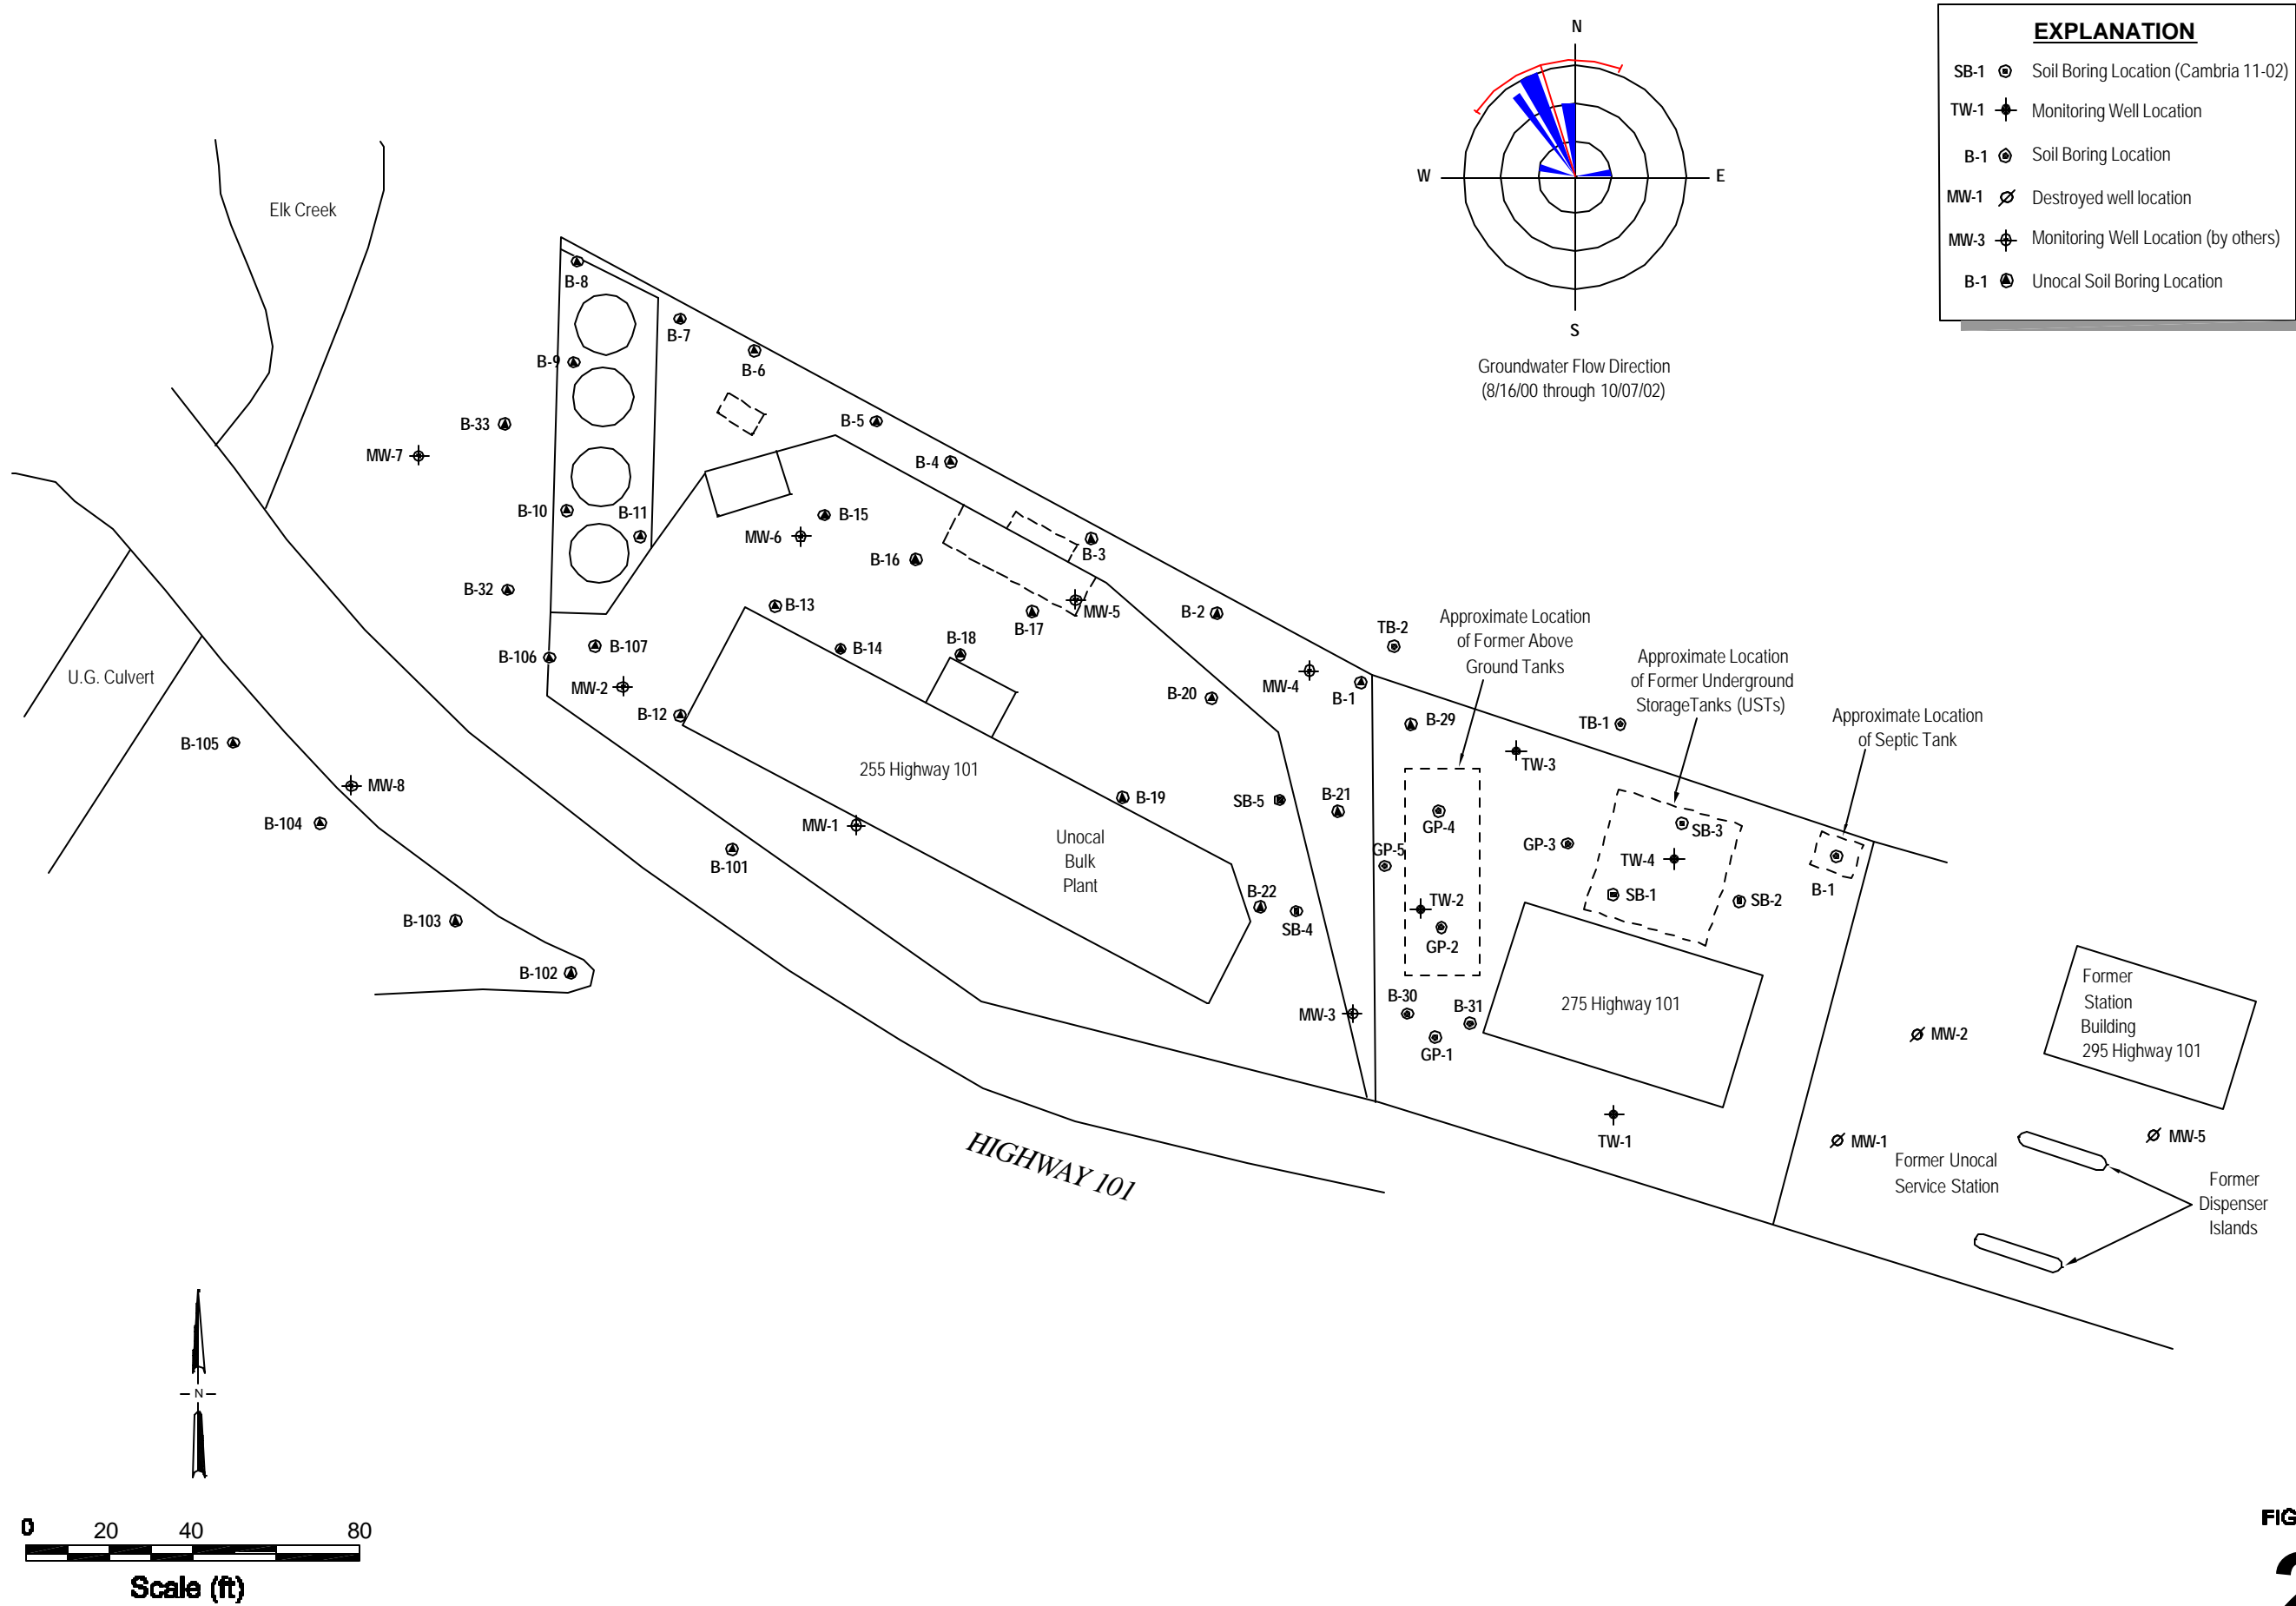 EXPLANATION
SB-1 Soil Boring Location (Cambria 11-02)
TW-1 Monitoring Well Location
B-1 Soil Boring Location
MW-1 Destroyed well location
MW-3 Monitoring Well Location (by others)
B-1 Unocal Soil Boring Location
N
W
E
S
Groundwater Flow Direction
(8/16/00 through 10/07/02)
Elk Creek
B-8
B-7
B-6
B-9
B-33
MW-7
B-5
B-4
B-10
B-11
B-15
MW-6
B-16
B-3
B-32
B-13
B-17
MW-5
B-2
B-18
B-14
B-107
B-106
MW-2
B-12
U.G. Culvert
B-105
MW-8
B-104
B-103
B-102
B-101
MW-1
255 Highway 101
Unocal
Bulk
Plant
B-19
B-20
MW-4
B-1
TB-2
B-29
Approximate Location
of Former Above
Ground Tanks
Approximate Location
of Former Underground
StorageTanks (USTs)
Approximate Location
of Septic Tank
TB-1
TW-3
SB-5
B-21
GP-4
GP-5
GP-3
SB-3
TW-4
SB-1
SB-2
B-1
B-22
SB-4
TW-2
GP-2
MW-3
B-30
B-31
GP-1
275 Highway 101
TW-1
Former
Station
Building
295 Highway 101
MW-2
MW-1
MW-5
Former Unocal
Service Station
Former
Dispenser
Islands
HIGHWAY 101
N
0 20 40 80
Scale (ft)
FIG
2